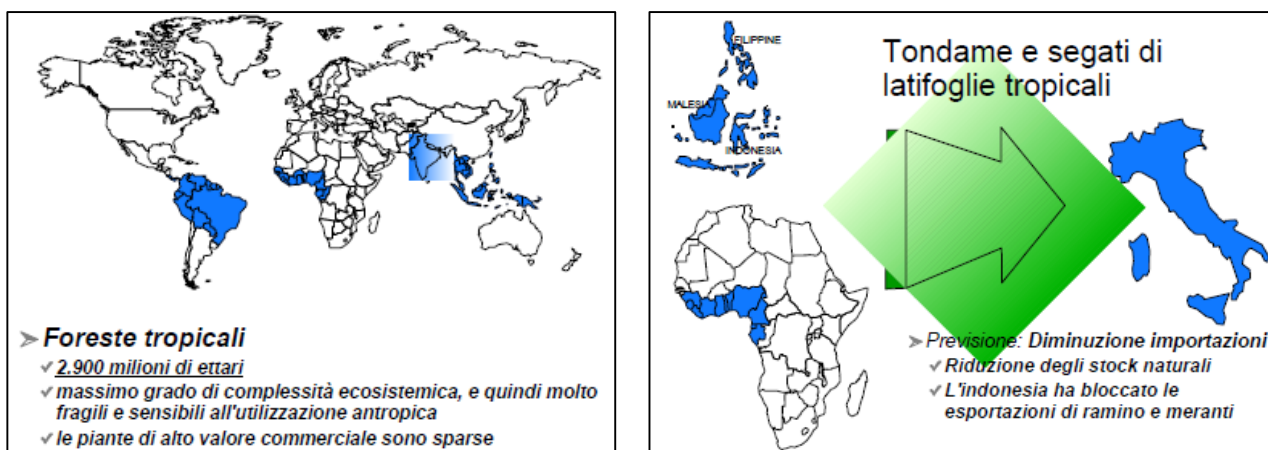 Foreste tropicali
2.900 milioni di ettari
massimo grado di complessità ecosistemica, e quindi molto
fragili e sensibili all'utilizzazione antropica
le piante di alto valore commerciale sono sparse
FILIPPINE
MALESIA
INDONESIA
Tondame e segati di
latifoglie tropicali
Previsione: Diminuzione importazioni
Riduzione degli stock naturali
L'indonesia ha bloccato le
esportazioni di ramino e meranti